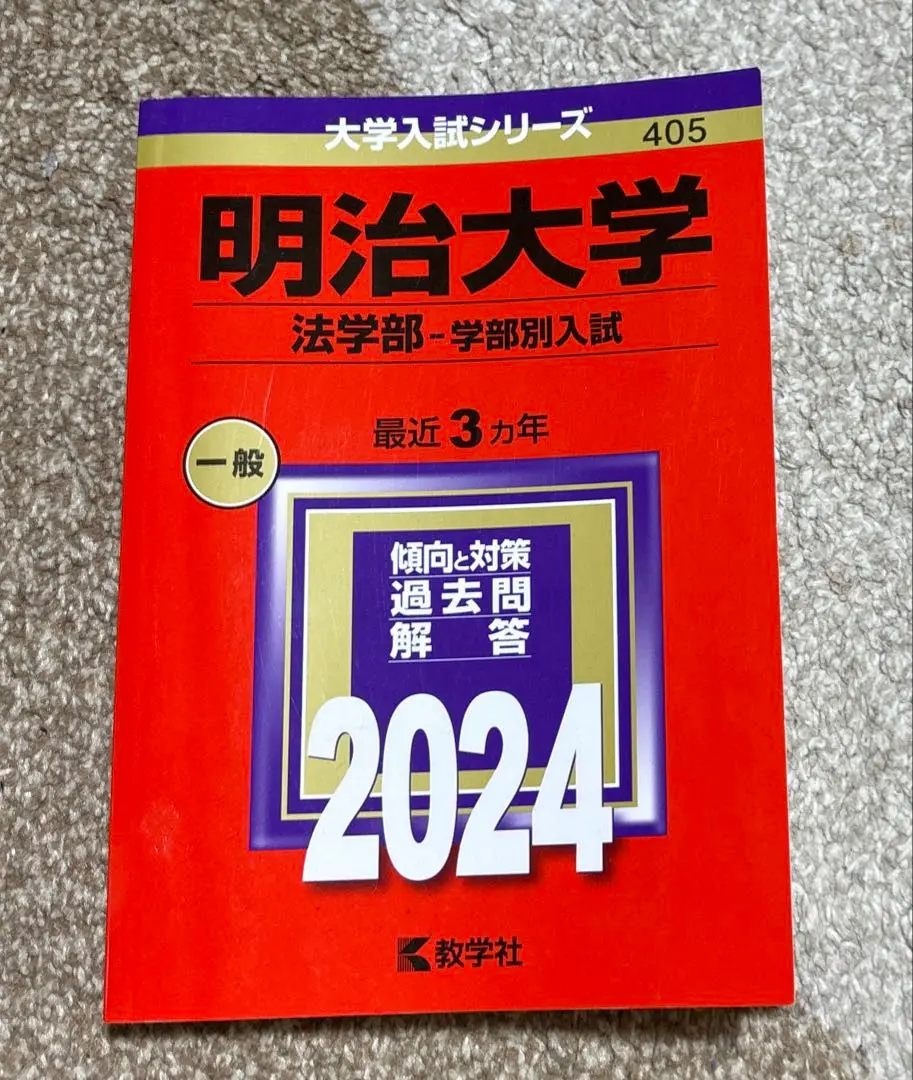 大学入試シリーズ 405
明治大学
法学部-学部別入試
最近3ヵ年
一般
傾向と対策
過去問
解答
2024
教学社